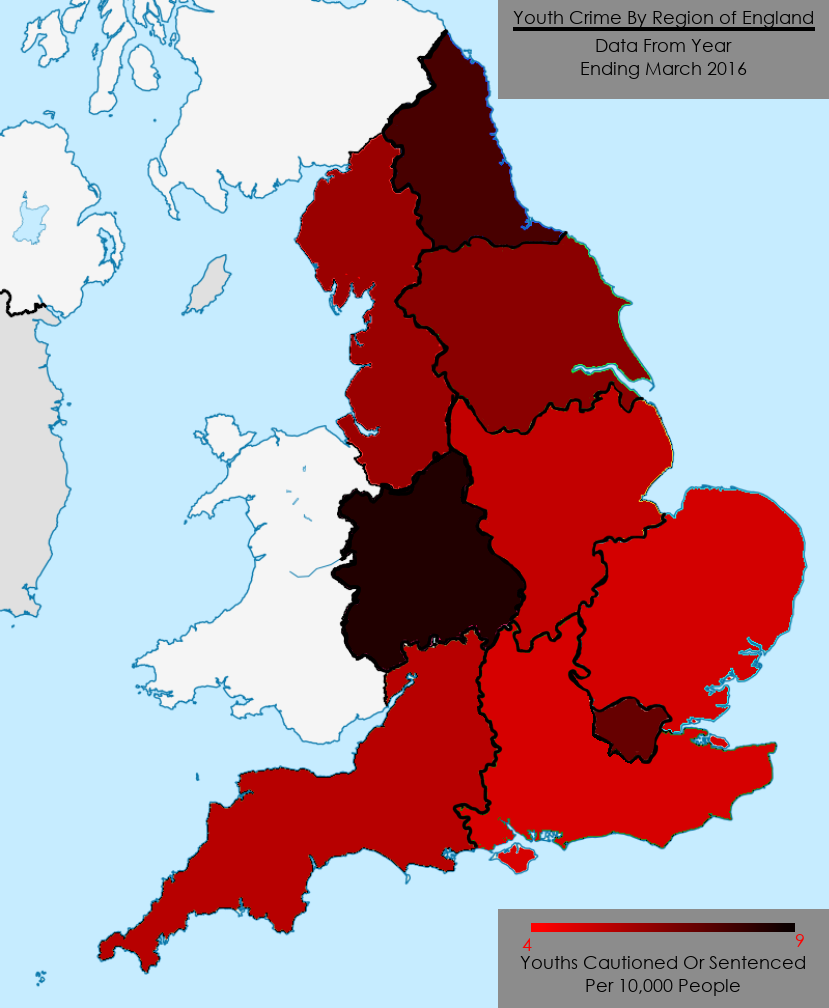 Youth Crime By Region of England
Data From Year
Ending March 2016
4
9
Youths Cautioned Or Sentenced
Per 10,000 People